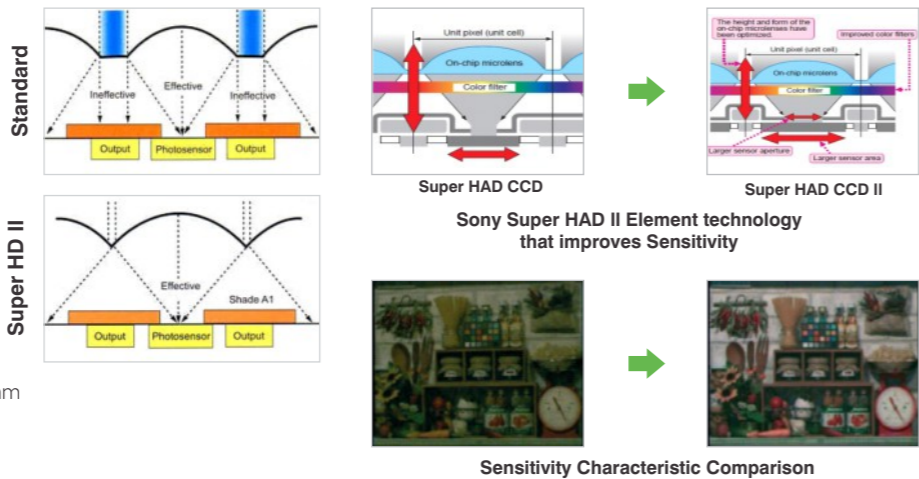 Standard
Ineffective
Effective
Ineffective
Output
Photosensor
Output
Super HD II
Effective
Shade A1
Output
Photosensor
Output
am
Unit pixel (unit cell)
On-chip microlens
Color filter
Super HAD CCD
The height and form of the
on-chip microlenses have
been optimized.
Improved color filters
Unit pixel (unit cell)
On-chip microlens
Color filter
Larger sensor aperture
Larger sensor area
Super HAD CCD II
Sony Super HAD II Element technology
that improves Sensitivity
Sensitivity Characteristic Comparison